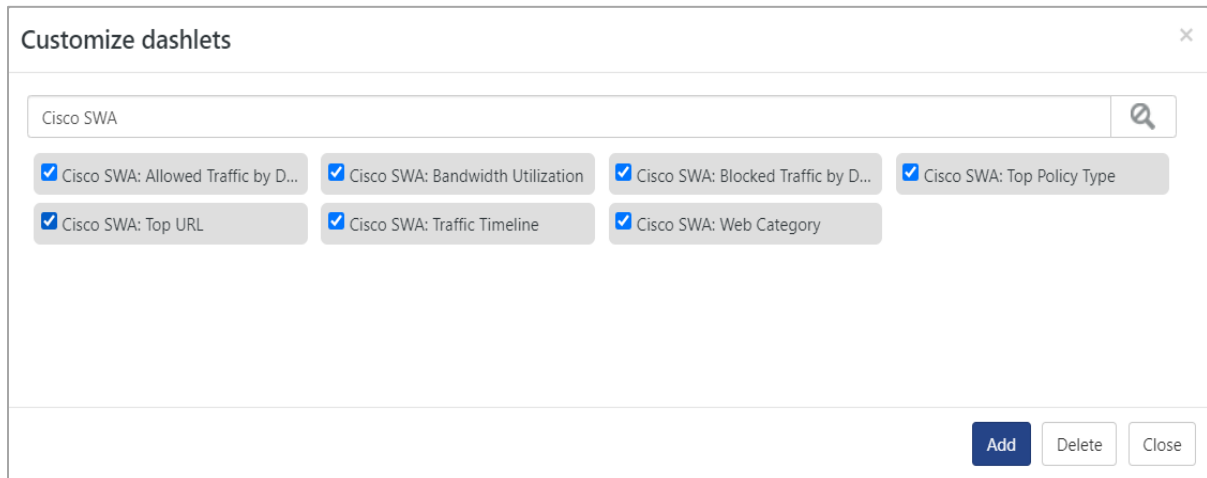 Customize dashlets
Cisco SWA
Cisco SWA: Allowed Traffic by D... Cisco SWA: Bandwidth Utilization Cisco SWA: Blocked Traffic by D... Cisco SWA: Top Policy Type
Cisco SWA: Top URL Cisco SWA: Traffic Timeline Cisco SWA: Web Category
Add Delete Close